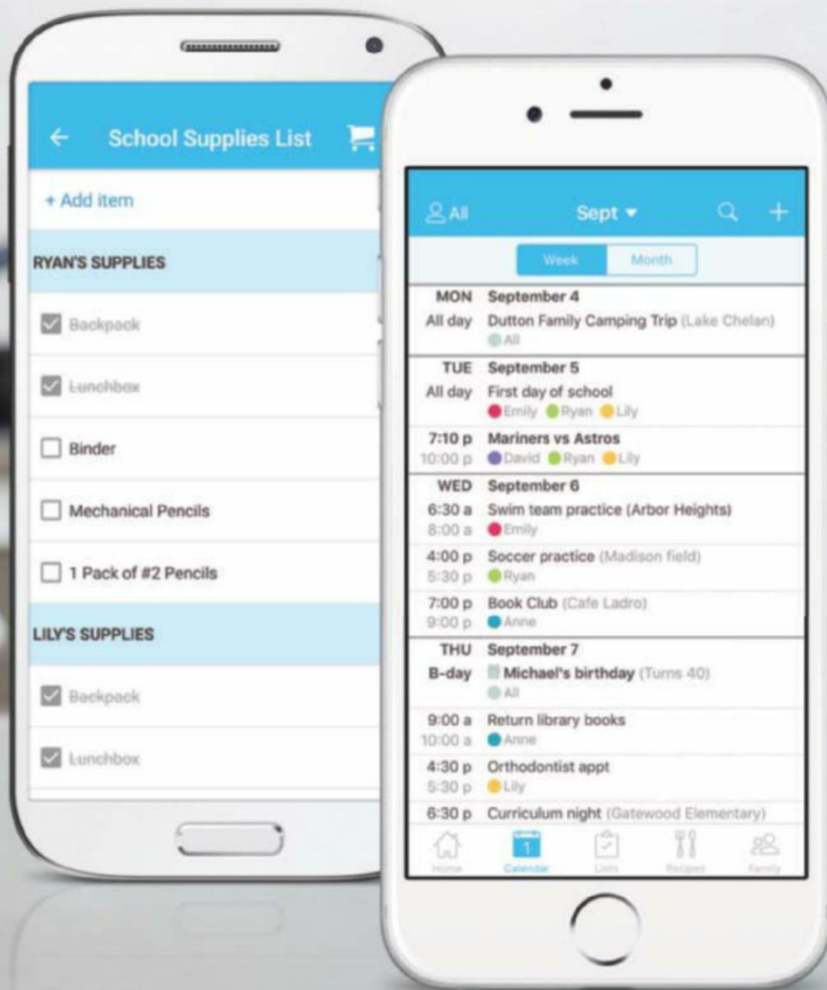 School Supplies List
+ Add item
RYAN'S SUPPLIES
Backpack
Lunchbox
Binder
Mechanical Pencils
1 Pack of #2 Pencils
LILY'S SUPPLIES
Backpack
Lunchbox
All Sept
Week Month
MON September 4
All day Dutton Family Camping Trip (Lake Chelan)
All
TUE September 5
All day First day of school
Emily Ryan Lily
7:10 p Mariners vs Astros
10:00 p David Ryan Lily
WED September 6
6:30 a Swim team practice (Arbor Heights)
8:00 a Emily
4:00 p Soccer practice (Madison field)
5:30 p Ryan
7:00 p Book Club (Cafe Ladro)
9:00 p Anne
THU September 7
B-day Michael's birthday (Turns 40)
All
9:00 a Return library books
10:00 a Anne
4:30 p Orthodontist appt
5:30 p Lily
6:30 p Curriculum night (Gatewood Elementary)
1
Home Calendar Lists Recipes Family